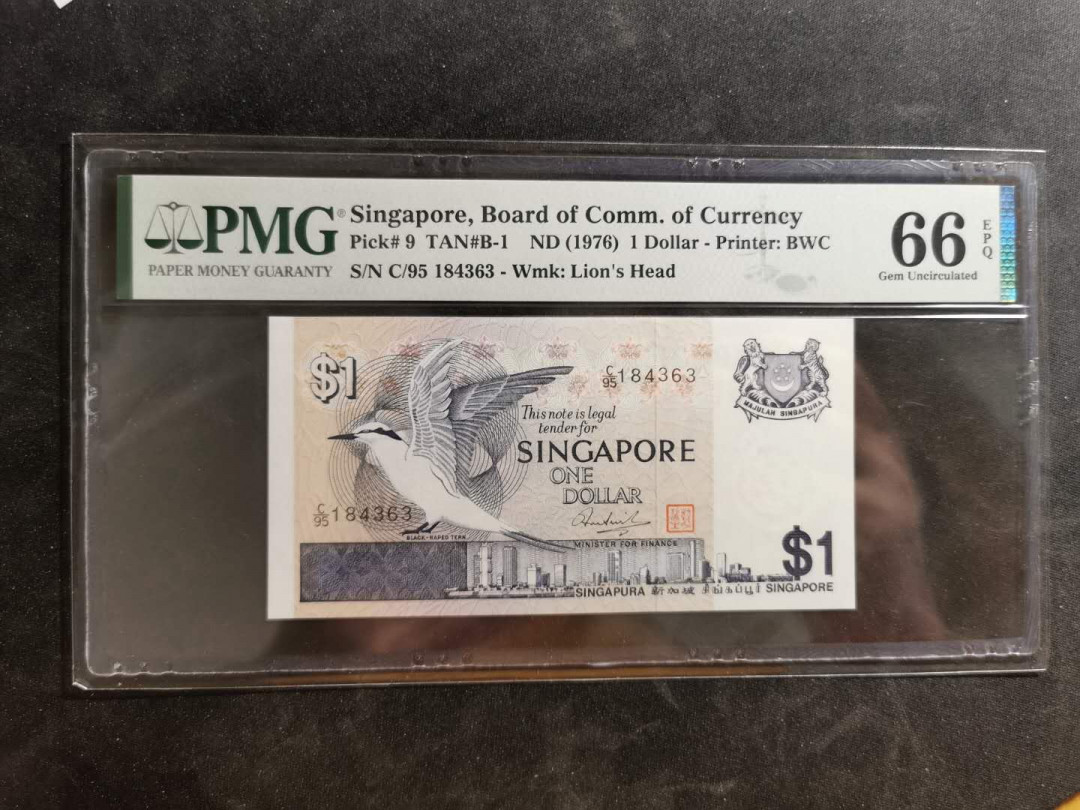 PMG®
PAPER MONEY GUARANTY
Singapore, Board of Comm. of Currency
Pick# 9 TAN#B-1 ND (1976) 1 Dollar - Printer: BWC
S/N C/95 184363 - Wmk: Lion's Head
66 EPQ
Gem Uncirculated
$1
C/95 184363
This note is legal
tender for
SINGAPORE
ONE
DOLLAR
C/95 184363
BLACK-NAPED TERN
MINISTER FOR FINANCE
MAJULAH SINGAPURA
$1
SINGAPURA 新加坡 சிங்கப்பூர் SINGAPORE